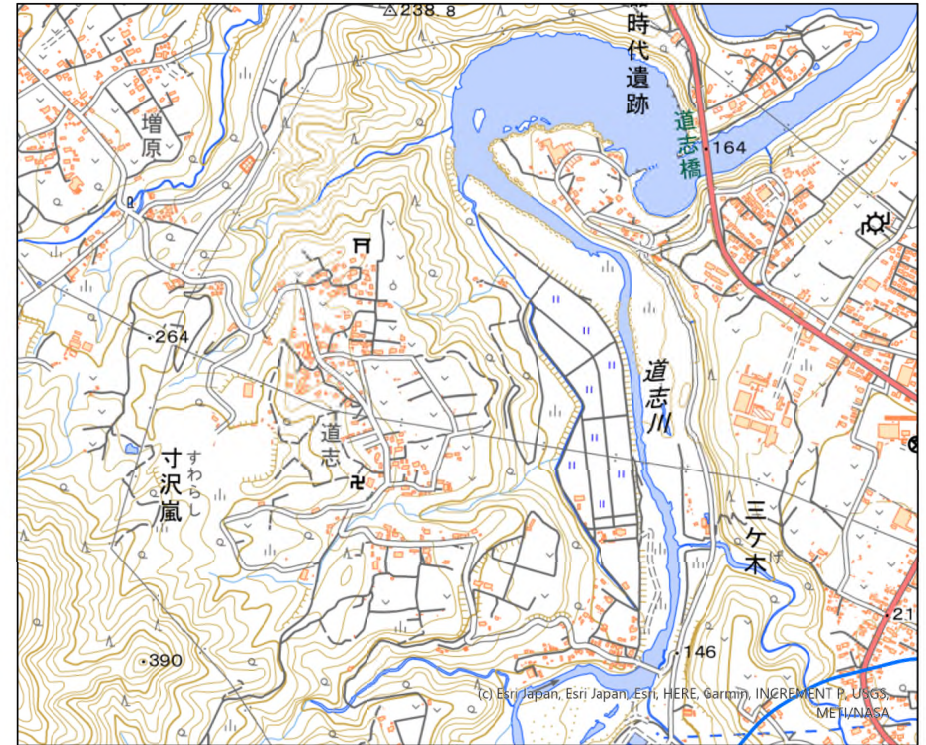 238.8
時代遺跡
増原
道志橋
164
264
道志川
道志
すわらし
寸沢嵐
三ケ木
げ
21
390
146
(c) Esri Japan, Esri Japan, Esri, HERE, Garmin, INCREMENT P, USGS,
METI/NASA